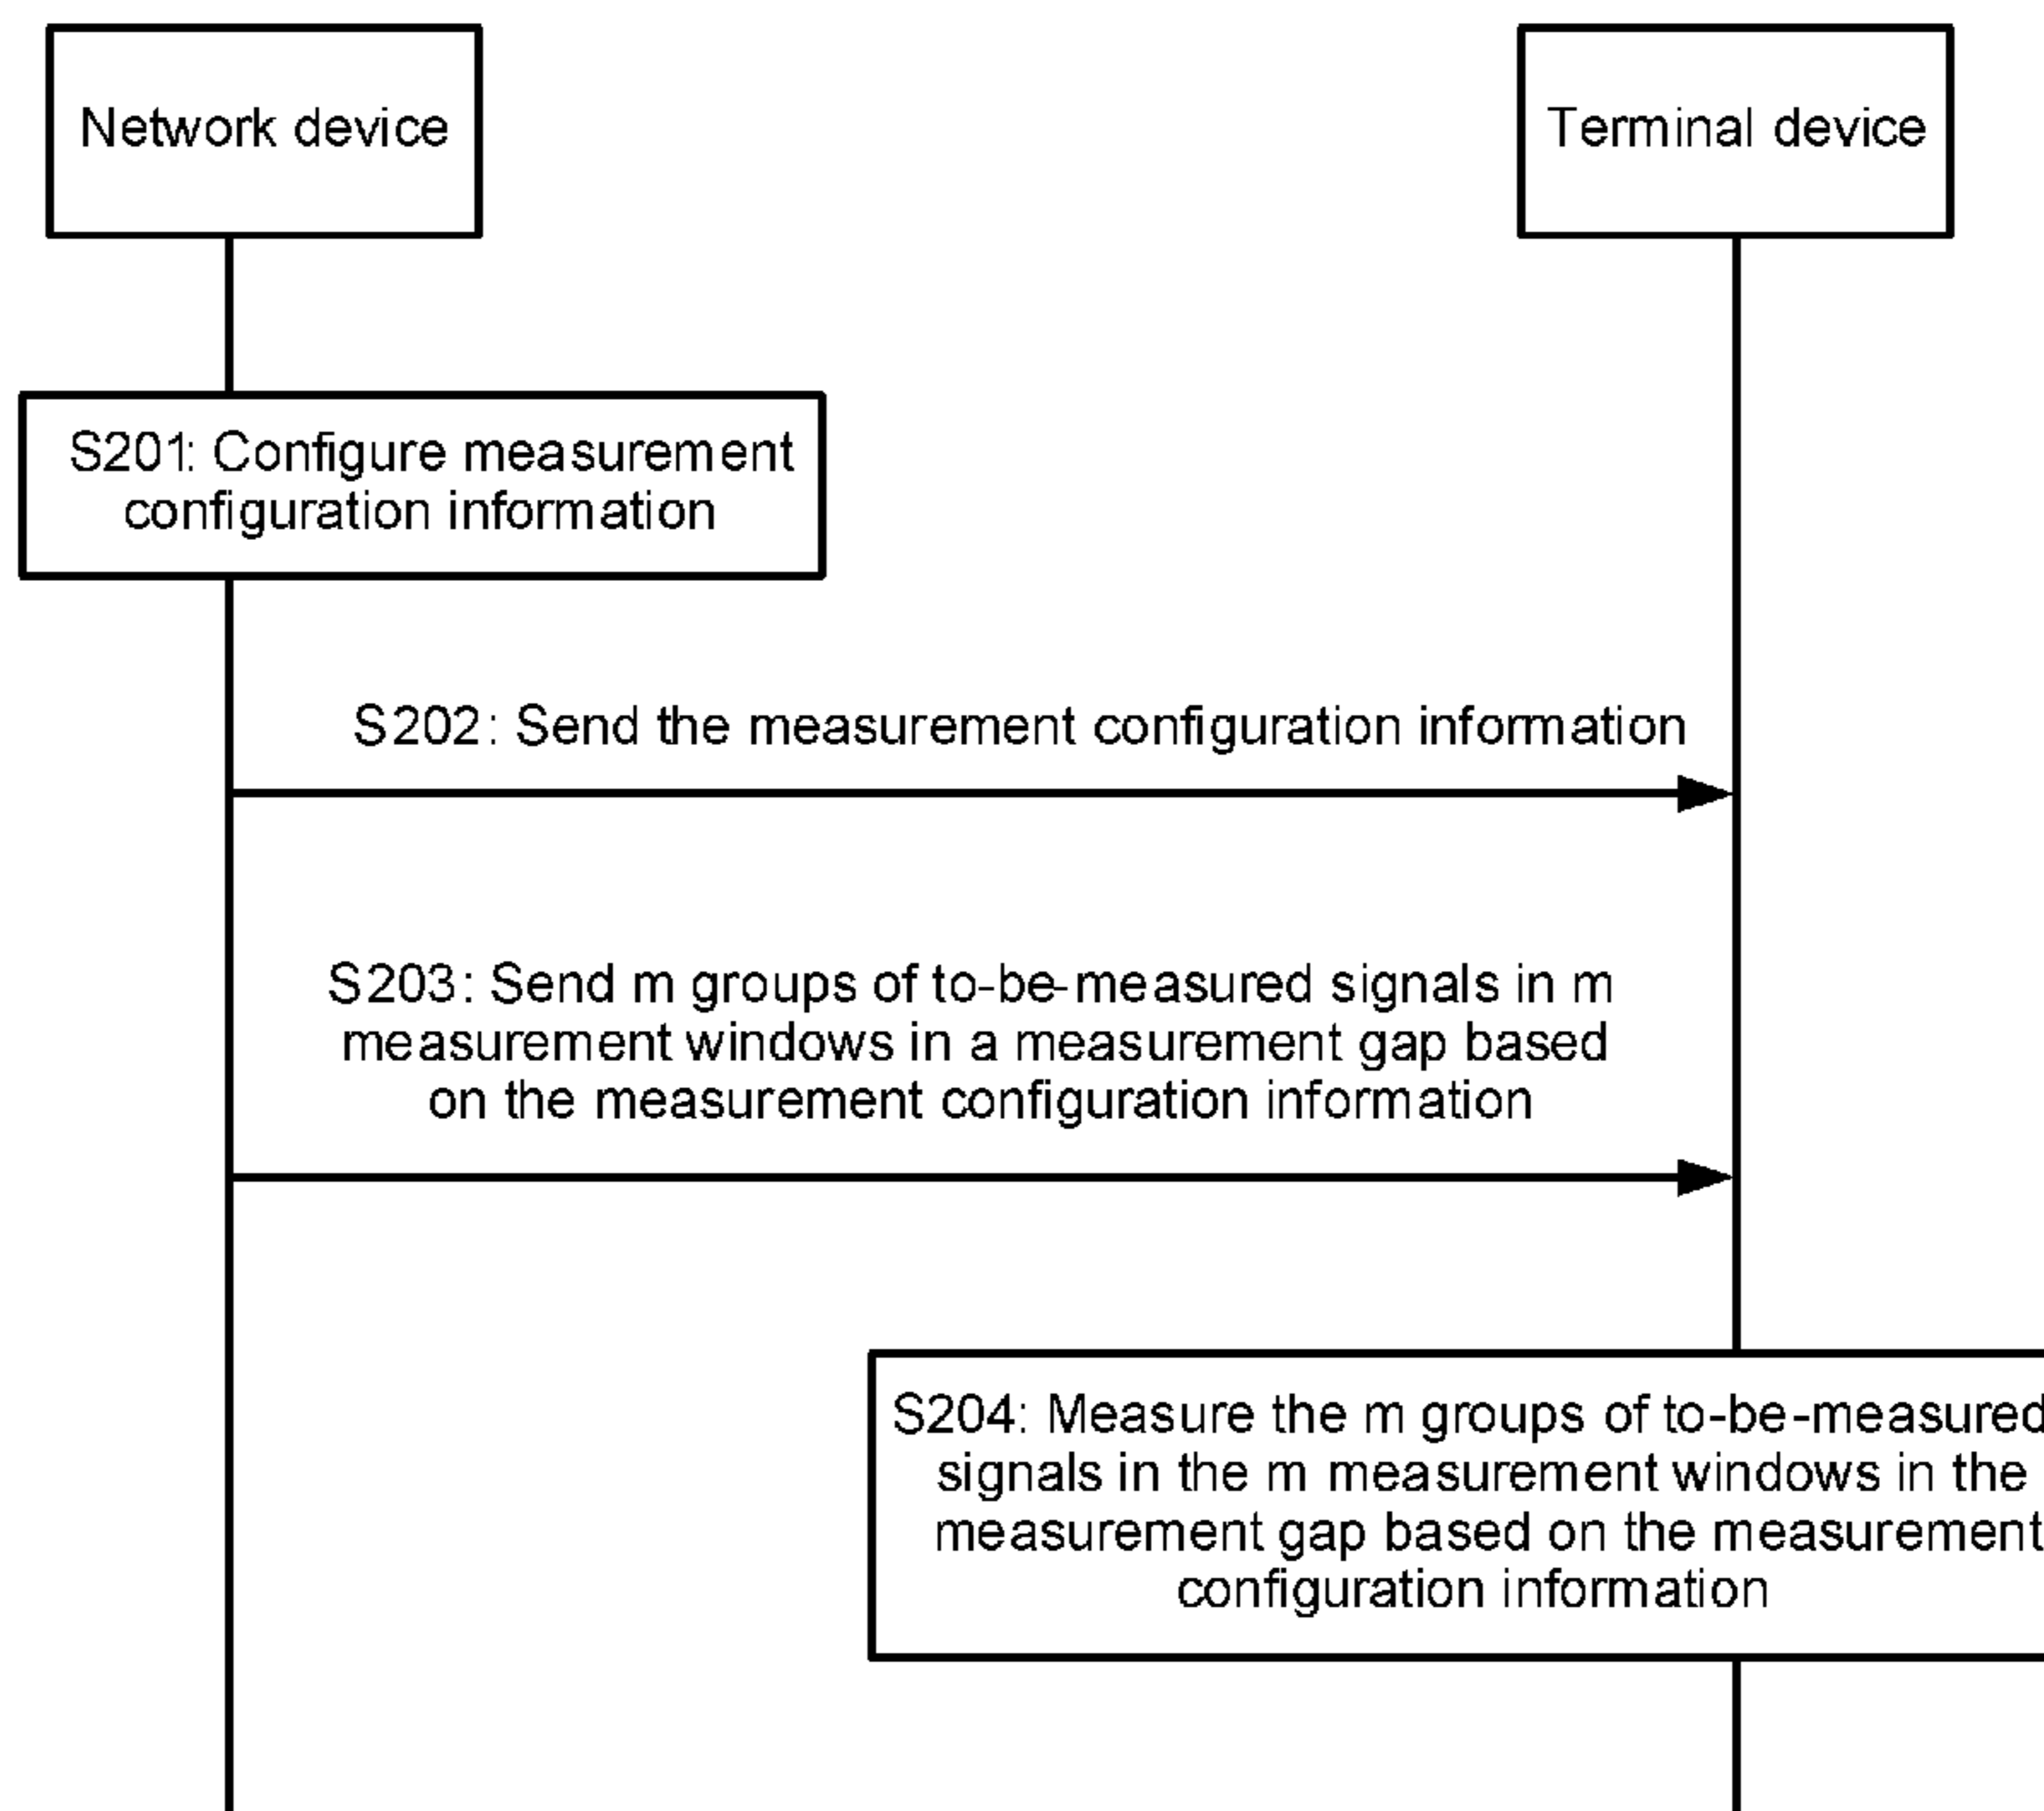 Network device
Terminal device
S201: Configure measurement
configuration information
S202: Send the measurement configuration information
S203: Send m groups of to-be-measured signals in m
measurement windows in a measurement gap based
on the measurement configuration information
S204: Measure the m groups of to-be-measured
signals in the m measurement windows in the
measurement gap based on the measurement
configuration information